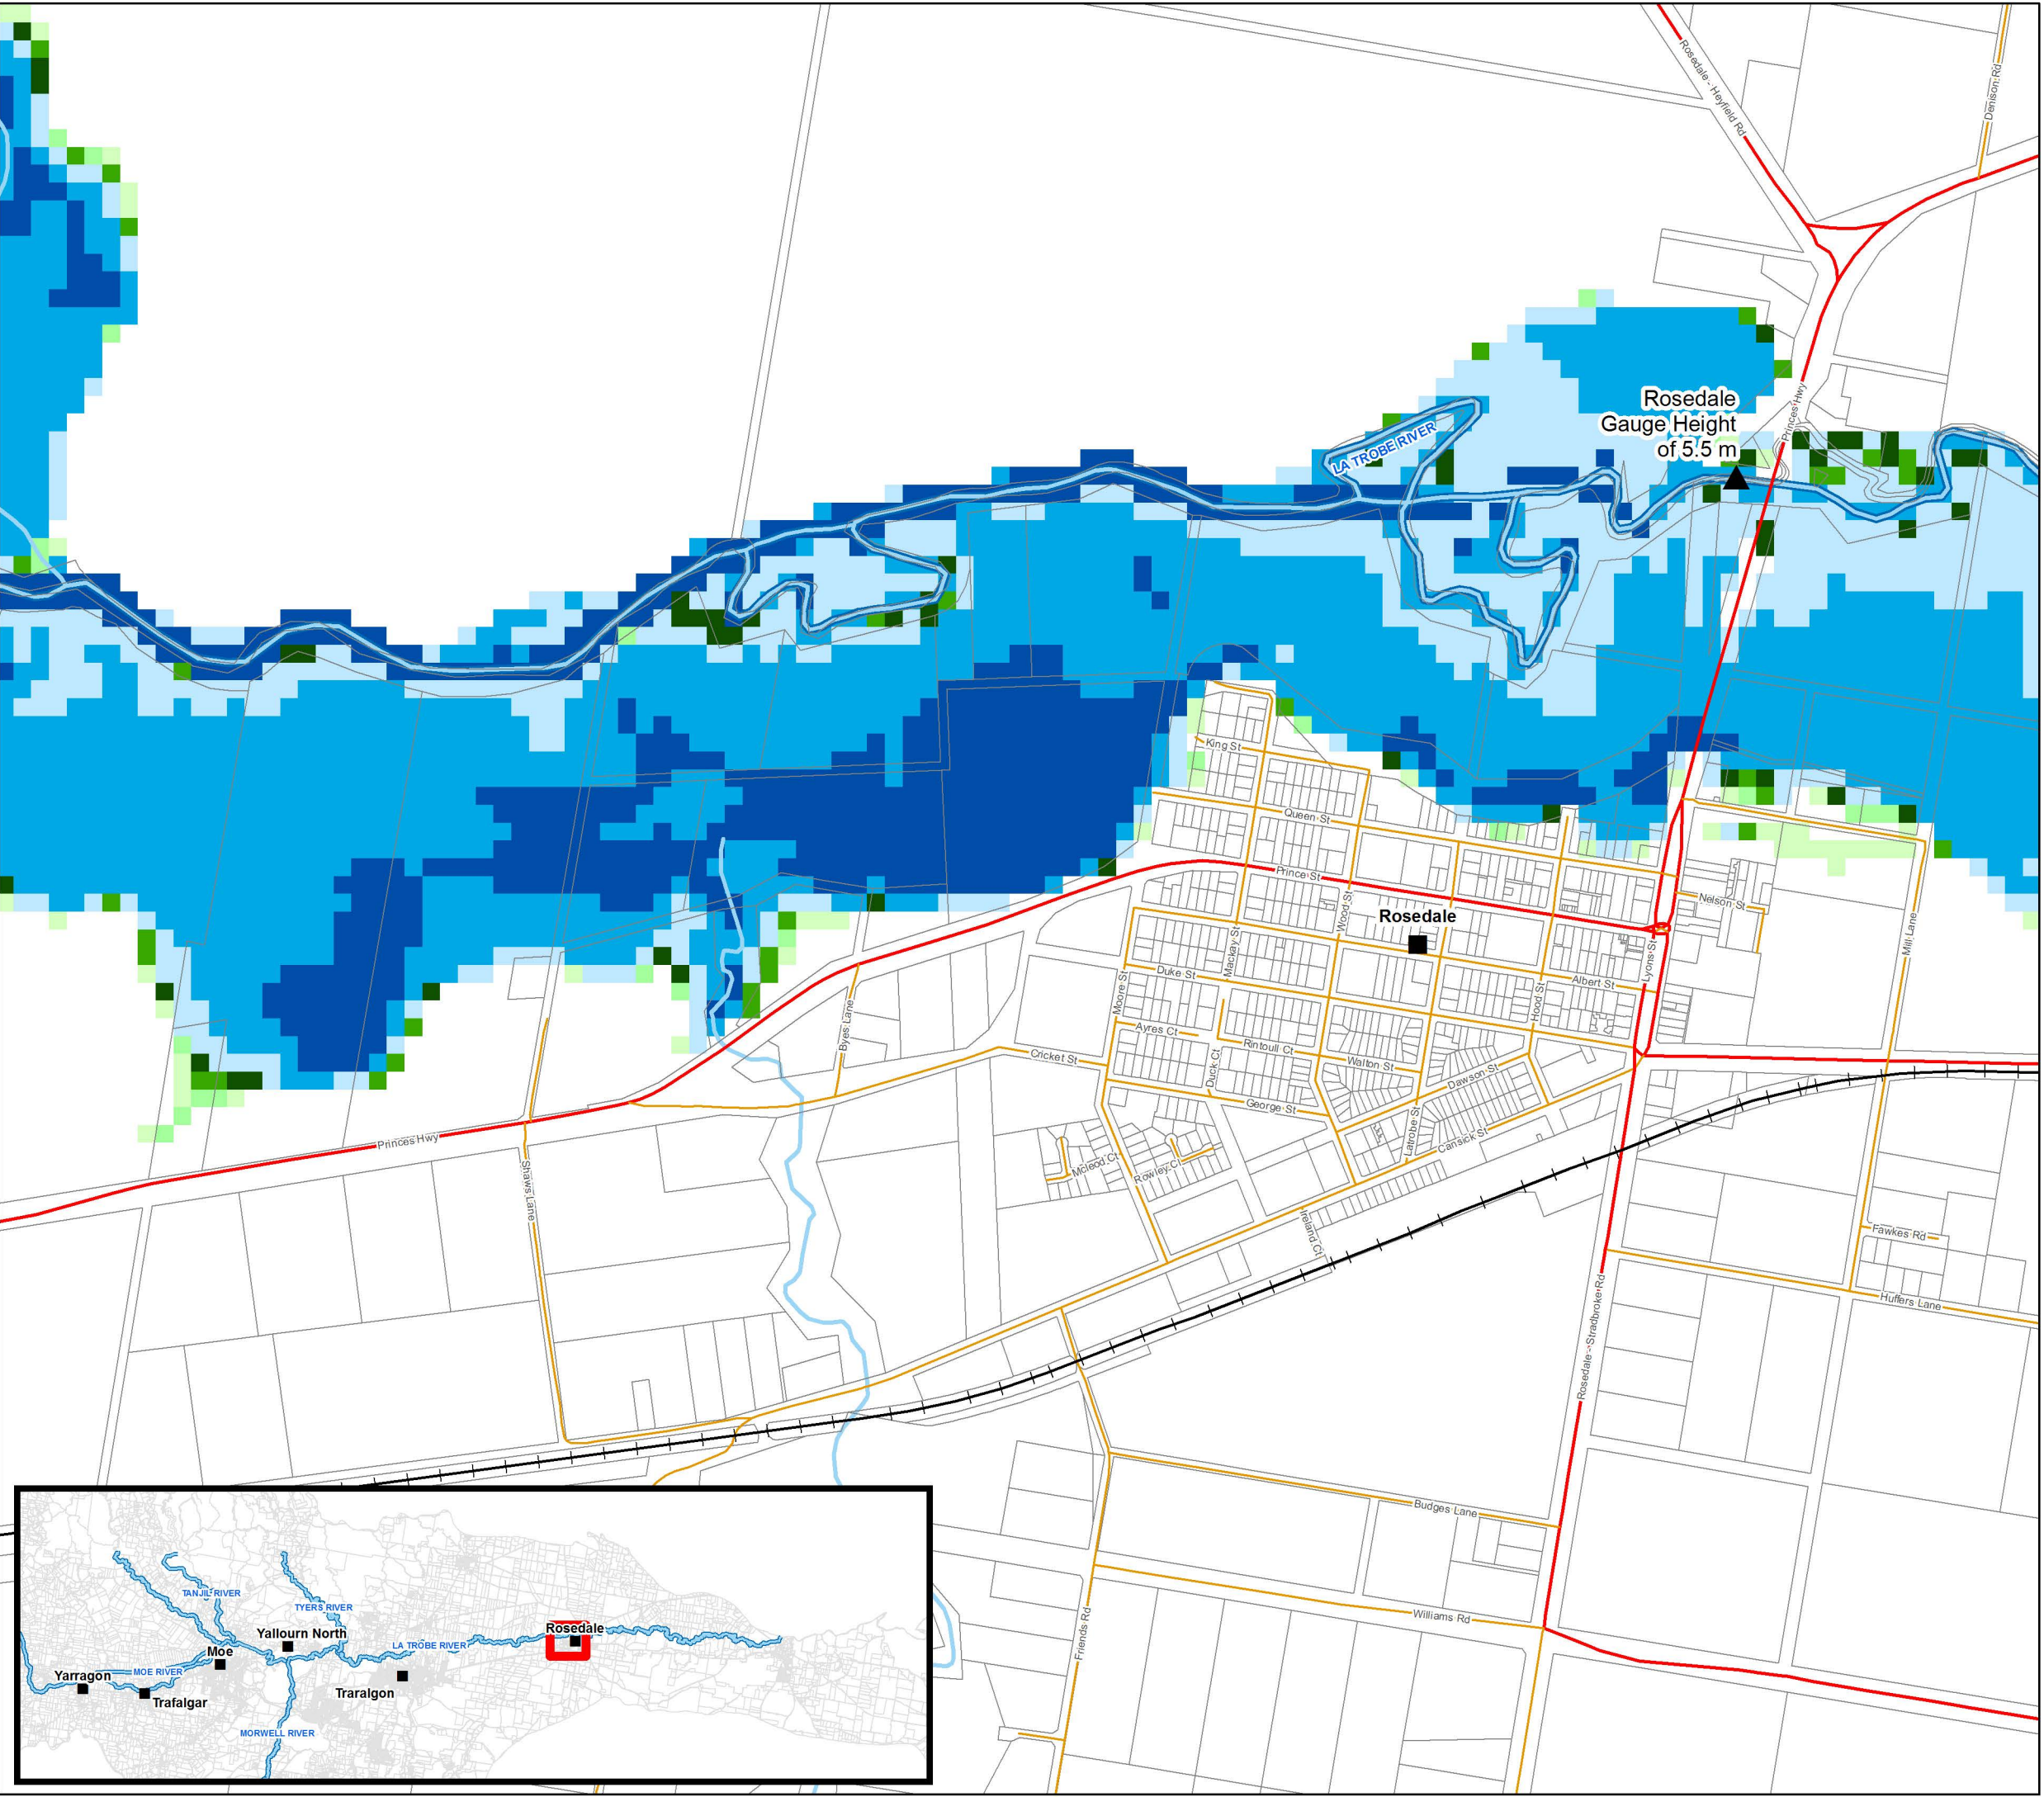 Rosedale - Heyfield Rd
Denison Rd
Princes Hwy
Rosedale
Gauge Height
of 5.5 m
LA TROBE RIVER
King St
Queen St
Prince St
Wood St
Rosedale
Nelson St
Mill Lane
Lyons St
Mackay St
Duke St
Albert St
Moore St
Hood St
Byes Lane
Ayres Ct
Rintoull Ct
Cricket St
Duck Ct
Walton St
Dawson St
George St
Latrobe St
Cansick St
Princes Hwy
Shaws Lane
Mcleod Ct
Rowley Cl
Ireland Ct
Fawkes Rd
Huffers Lane
Rosedale - Stradbroke Rd
Budges Lane
Williams Rd
Friends Rd
TANJIL RIVER
TYERS RIVER
Yallourn North
Rosedale
LA TROBE RIVER
Moe
MOE RIVER
Yarragon
Trafalgar
Traralgon
MORWELL RIVER